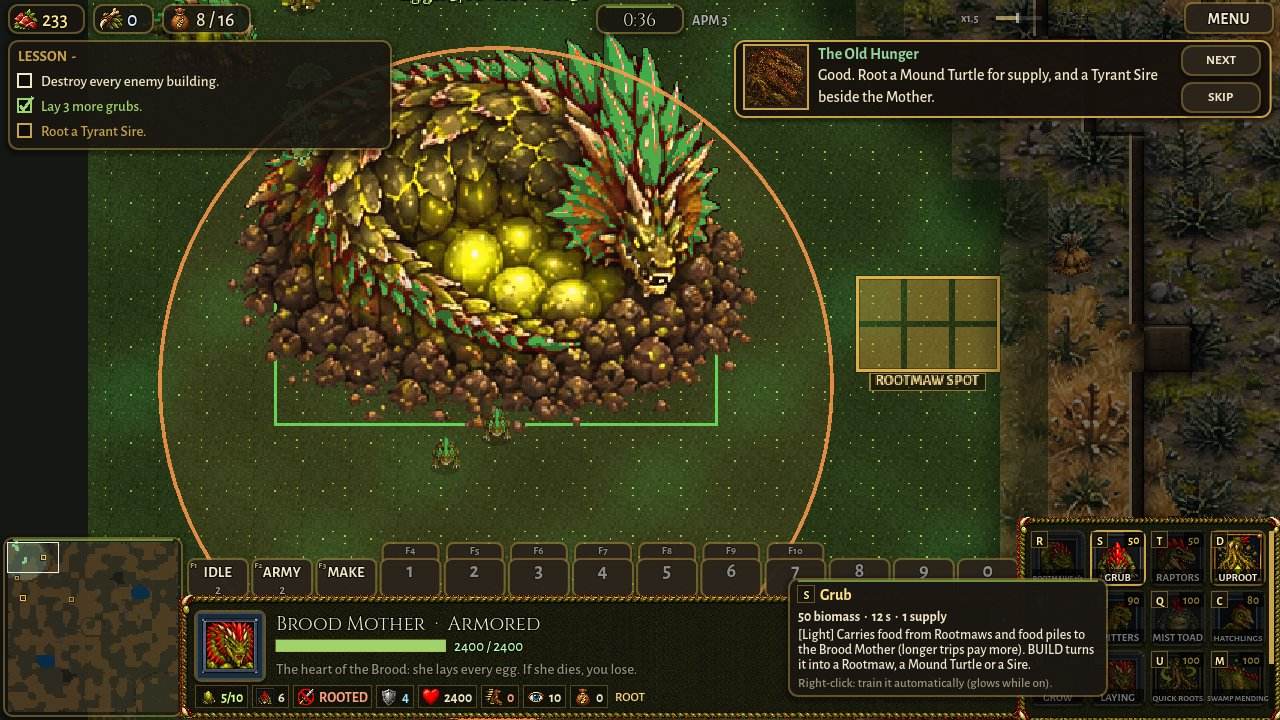 233
0
8/16
0:36
APM 3
x1.5
MENU
LESSON -
Destroy every enemy building.
Lay 3 more grubs.
Root a Tyrant Sire.
The Old Hunger
Good. Root a Mound Turtle for supply, and a Tyrant Sire
beside the Mother.
NEXT
SKIP
ROOTMAW SPOT
F1 IDLE 2
F2 ARMY 2
F3 MAKE
F4 1
F5 2
F6 3
F7 4
F8 5
F9 6
F10 7
8
9
0
BROOD MOTHER · ARMORED
2400 / 2400
The heart of the Brood: she lays every egg. If she dies, you lose.
5/10
6
ROOTED
4
2400
0
10
0
ROOT
S Grub
50 biomass · 12 s · 1 supply
[Light] Carries food from Rootmaws and food piles to
the Brood Mother (longer trips pay more). BUILD turns
it into a Rootmaw, a Mound Turtle or a Sire.
Right-click: train it automatically (glows while on).
R
S 50 GRUB
T 50 RAPTORS
D UPROOT
90
Q 100 MIST TOAD
C 80 HATCHLINGS
GROW
LAYING
U 100 QUICK ROOTS
M 100 SWAMP MENDING